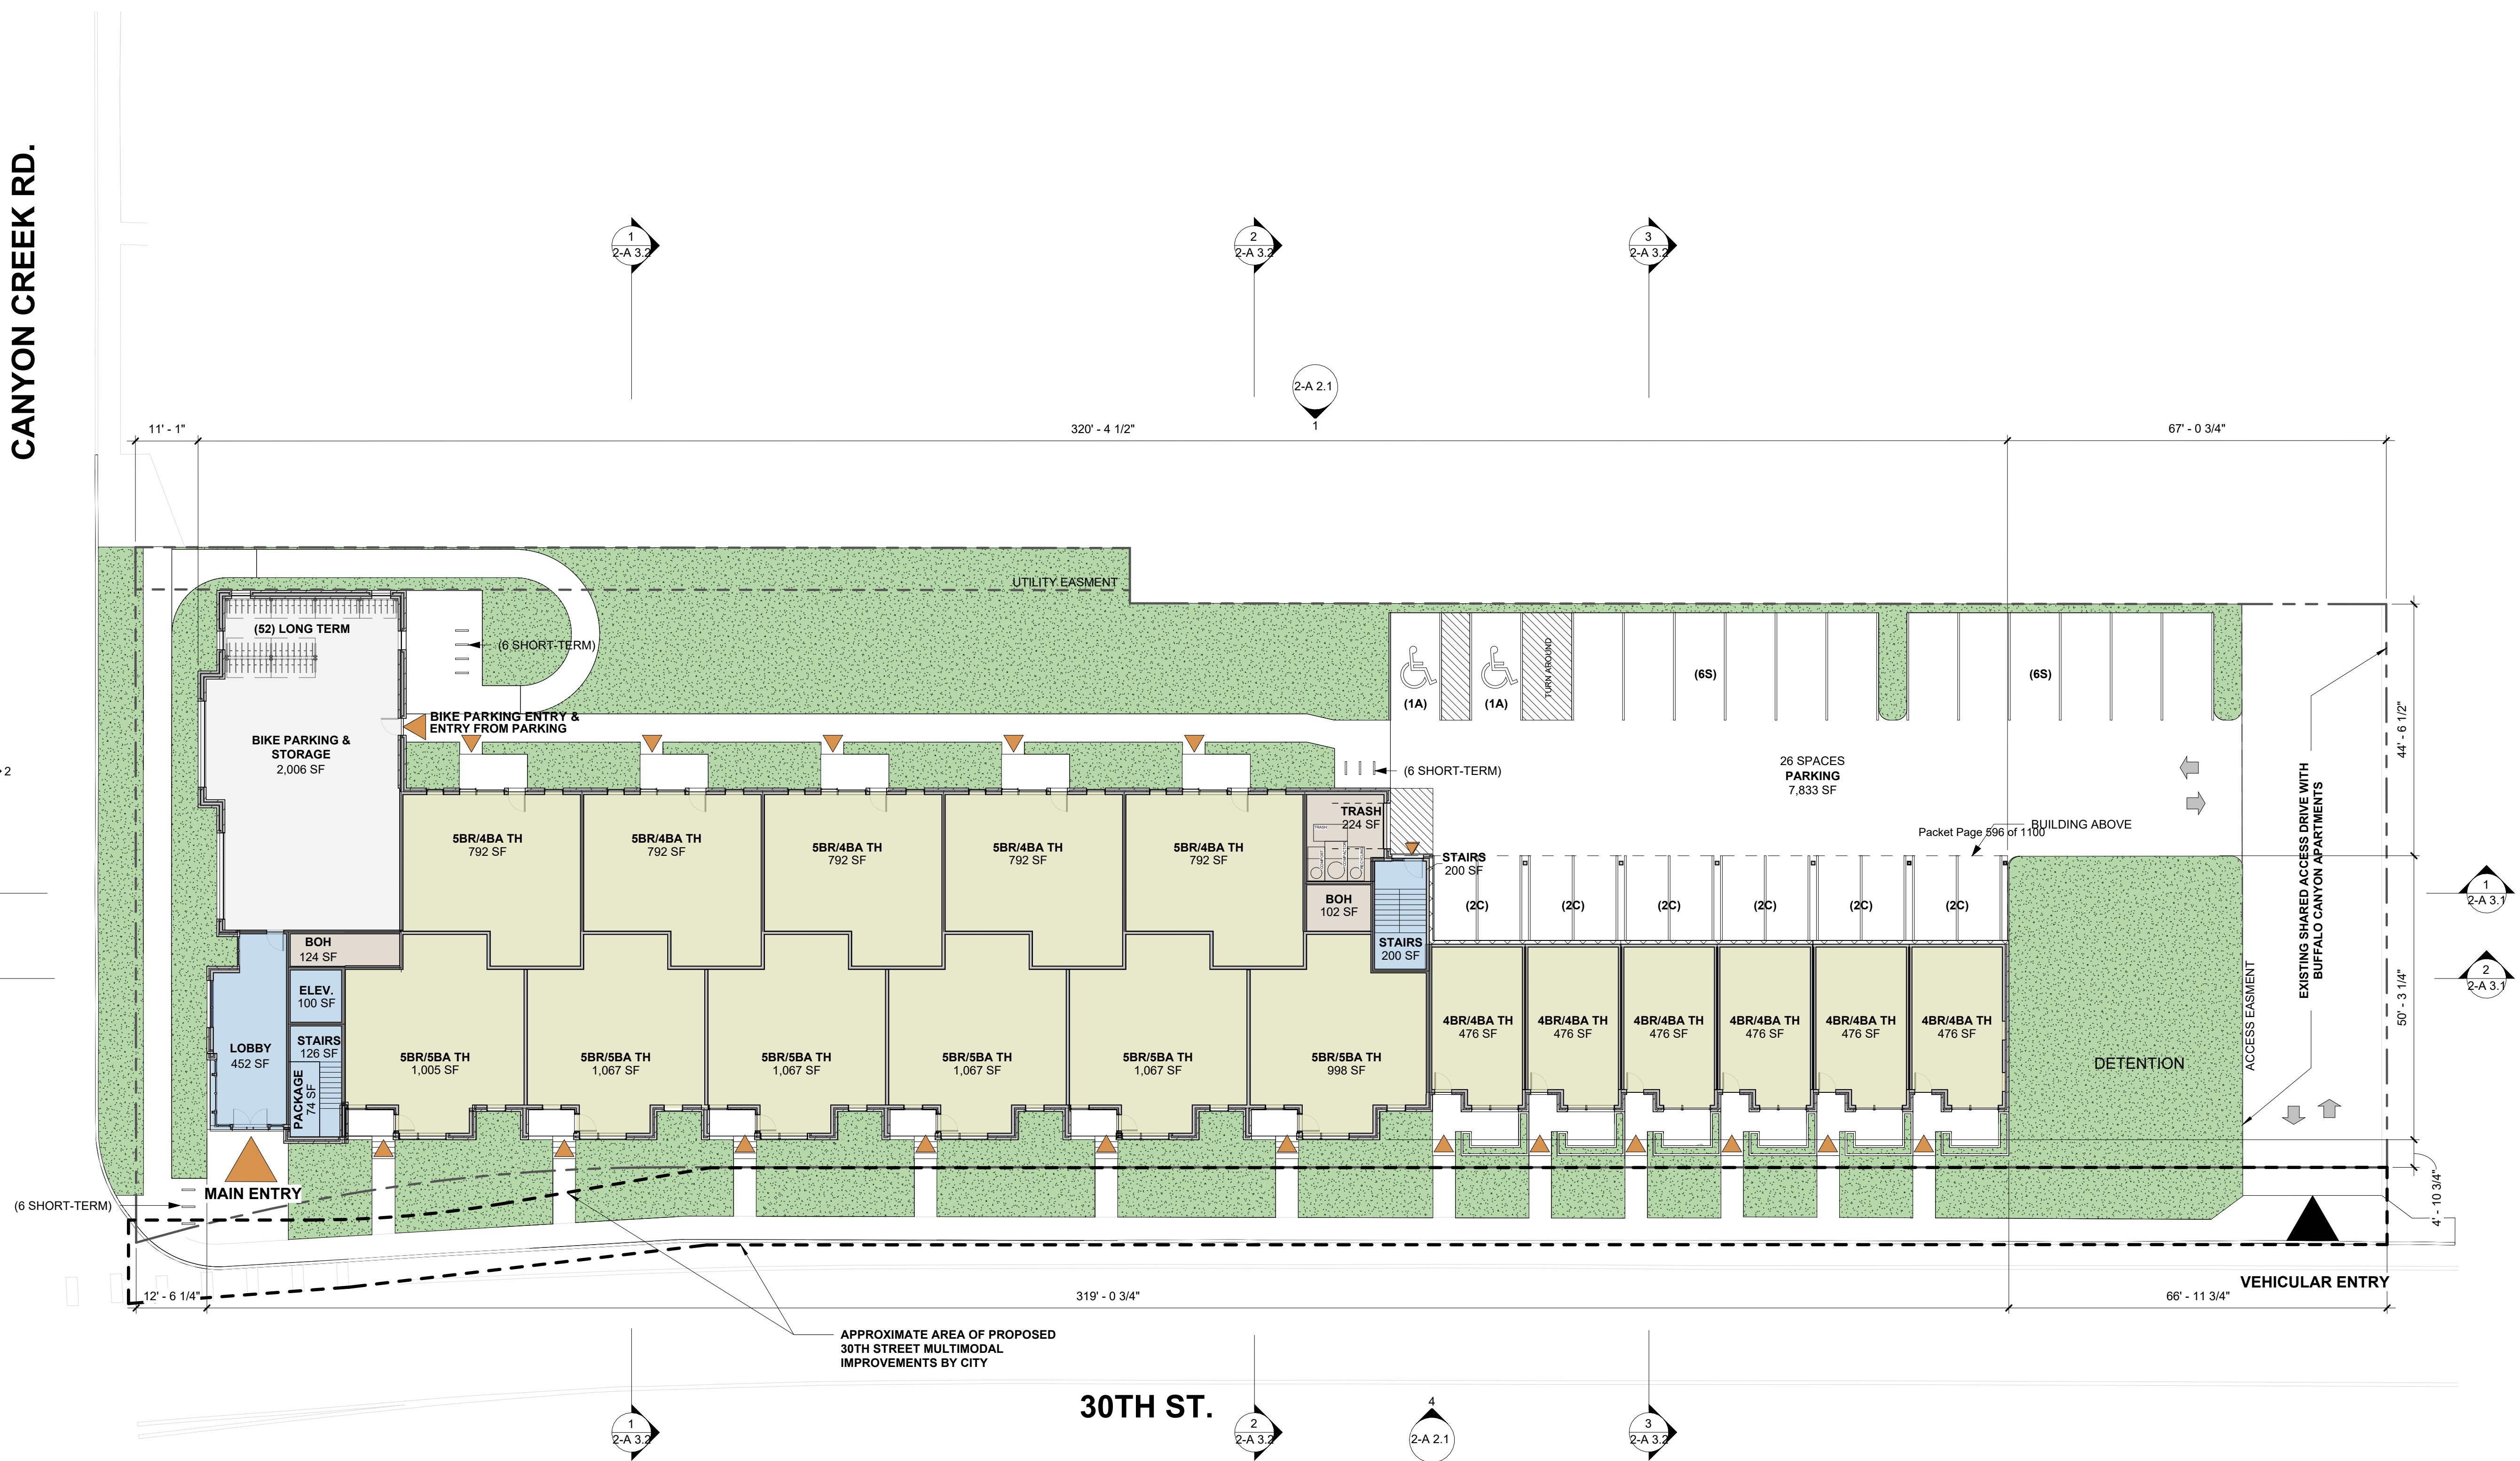 CANYON CREEK RD.
1
2-A 3.2
2
2-A 3.2
3
2-A 3.2
2-A 2.1
1
11' - 1"
320' - 4 1/2"
67' - 0 3/4"
UTILITY EASMENT
(52) LONG TERM
(6 SHORT-TERM)
TURN AROUND
(1A)
(1A)
(6S)
(6S)
44' - 6 1/2"
BIKE PARKING ENTRY &
ENTRY FROM PARKING
BIKE PARKING &
STORAGE
2,006 SF
2
(6 SHORT-TERM)
26 SPACES
PARKING
7,833 SF
EXISTING SHARED ACCESS DRIVE WITH
BUFFALO CANYON APARTMENTS
5BR/4BA TH
792 SF
5BR/4BA TH
792 SF
5BR/4BA TH
792 SF
5BR/4BA TH
792 SF
5BR/4BA TH
792 SF
TRASH
224 SF
TRASH
BUILDING ABOVE
Packet Page 596 of 1100
STAIRS
200 SF
BOH
102 SF
(2C)
(2C)
(2C)
(2C)
(2C)
(2C)
1
2-A 3.1
BOH
124 SF
STAIRS
200 SF
2
2-A 3.1
ELEV.
100 SF
ACCESS EASMENT
50' - 3 1/4"
LOBBY
452 SF
STAIRS
126 SF
PACKAGE
74 SF
5BR/5BA TH
1,005 SF
5BR/5BA TH
1,067 SF
5BR/5BA TH
1,067 SF
5BR/5BA TH
1,067 SF
5BR/5BA TH
1,067 SF
5BR/5BA TH
998 SF
4BR/4BA TH
476 SF
4BR/4BA TH
476 SF
4BR/4BA TH
476 SF
4BR/4BA TH
476 SF
4BR/4BA TH
476 SF
4BR/4BA TH
476 SF
DETENTION
MAIN ENTRY
(6 SHORT-TERM)
4' - 10 3/4"
VEHICULAR ENTRY
12' - 6 1/4"
319' - 0 3/4"
66' - 11 3/4"
APPROXIMATE AREA OF PROPOSED
30TH STREET MULTIMODAL
IMPROVEMENTS BY CITY
30TH ST.
1
2-A 3.2
2
2-A 3.2
4
2-A 2.1
3
2-A 3.2